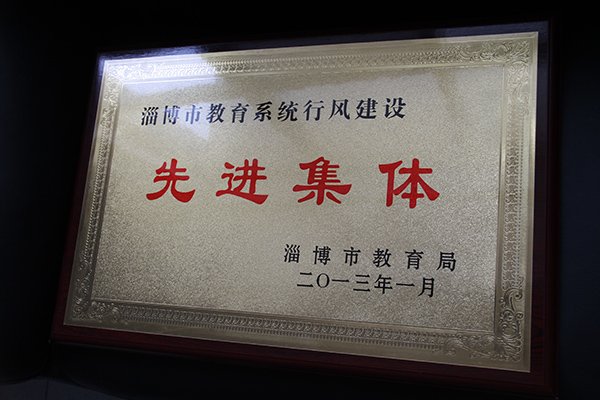 淄博市教育系统行风建设
先进集体
淄博市教育局
二〇一三年一月